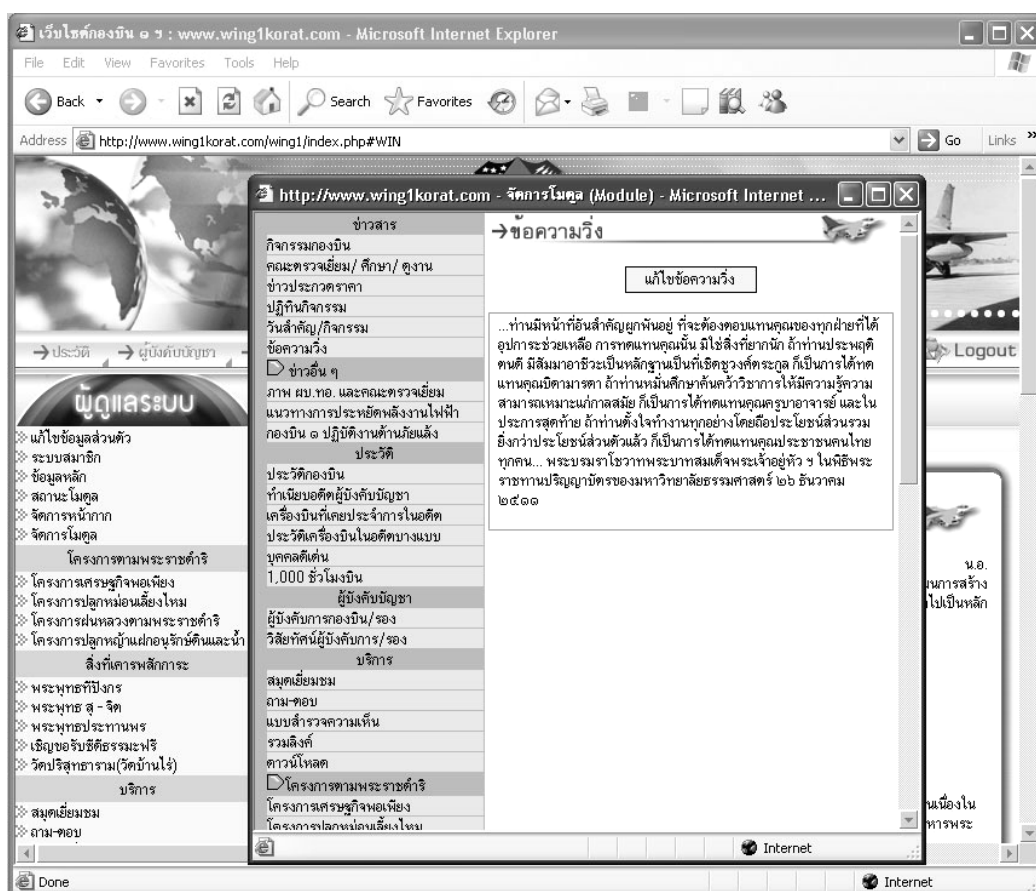 เว็บไซต์กองบิน ๑ ฯ : www.wing1korat.com - Microsoft Internet Explorer
File Edit View Favorites Tools Help
Back Search Favorites
Address http://www.wing1korat.com/wing1/index.php#WIN Go Links »
ประวัติ ผู้บังคับบัญชา
Logout
ผู้ดูแลระบบ
แก้ไขข้อมูลส่วนตัว
ระบบสมาชิก
ข้อมูลหลัก
สถานะโมดูล
จัดการหน้ากาก
จัดการโมดูล
โครงการตามพระราชดำริ
โครงการเศรษฐกิจพอเพียง
โครงการปลูกหม่อนเลี้ยงไหม
โครงการฝนหลวงตามพระราชดำริ
โครงการปลูกหญ้าแฝกอนุรักษ์ดินและน้ำ
สิ่งที่เคารพสักการะ
พระพุทธทีปังกร
พระพุทธ สุ - จิต
พระพุทธประทานพร
เชิญขอรับซีดีธรรมะฟรี
วัดปริสุทธาราม(วัดบ้านไร่)
บริการ
สมุดเยี่ยมชม
ถาม-ตอบ
http://www.wing1korat.com - จัดการโมดูล (Module) - Microsoft Internet ...
ข่าวสาร
กิจกรรมกองบิน
คณะตรวจเยี่ยม/ ศึกษา/ ดูงาน
ข่าวประกวดราคา
ปฏิทินกิจกรรม
วันสำคัญ/กิจกรรม
ข้อความวิ่ง
ข่าวอื่น ๆ
ภาพ ผบ.ทอ. และคณะตรวจเยี่ยม
แนวทางการประหยัดพลังงานไฟฟ้า
กองบิน ๑ ปฏิบัติงานต้านภัยแล้ง
ประวัติ
ประวัติกองบิน
ทำเนียบอดีตผู้บังคับบัญชา
เครื่องบินที่เคยประจำการในอดีต
ประวัติเครื่องบินในอดีตบางแบบ
บุคคลดีเด่น
1,000 ชั่วโมงบิน
ผู้บังคับบัญชา
ผู้บังคับการกองบิน/รอง
วิสัยทัศน์ผู้บังคับการ/รอง
บริการ
สมุดเยี่ยมชม
ถาม-ตอบ
แบบสำรวจความเห็น
รวมลิงค์
ดาวน์โหลด
โครงการตามพระราชดำริ
โครงการเศรษฐกิจพอเพียง
โครงการปลูกหม่อนเลี้ยงไหม
ข้อความวิ่ง
แก้ไขข้อความวิ่ง
...ท่านมีหน้าที่อันสำคัญผูกพันอยู่ ที่จะต้องตอบแทนคุณของทุกฝ่ายที่ได้
อุปการะช่วยเหลือ การทดแทนคุณนั้น มิใช่สิ่งที่ยากนัก ถ้าท่านประพฤติ
ตนดี มีสัมมาอาชีวะเป็นหลักฐานเป็นที่เชิดชูวงศ์ตระกูล ก็เป็นการได้ทด
แทนคุณบิดามารดา ถ้าท่านหมั่นศึกษาค้นคว้าวิชาการให้มีความรู้ความ
สามารถเหมาะแก่กาลสมัย ก็เป็นการได้ทดแทนคุณครูบาอาจารย์ และใน
ประการสุดท้าย ถ้าท่านตั้งใจทำงานทุกอย่างโดยถือประโยชน์ส่วนรวม
ยิ่งกว่าประโยชน์ส่วนตัวแล้ว ก็เป็นการได้ทดแทนคุณประชาชนคนไทย
ทุกคน... พระบรมราโชวาทพระบาทสมเด็จพระเจ้าอยู่หัว ฯ ในพิธีพระ
ราชทานปริญญาบัตรของมหาวิทยาลัยธรรมศาสตร์ ๒๖ ธันวาคม
๒๕๑๑
Internet
น.อ.
นการสร้าง
าไปเป็นหลัก
นเนื่องใน
หารพระ
Done Internet